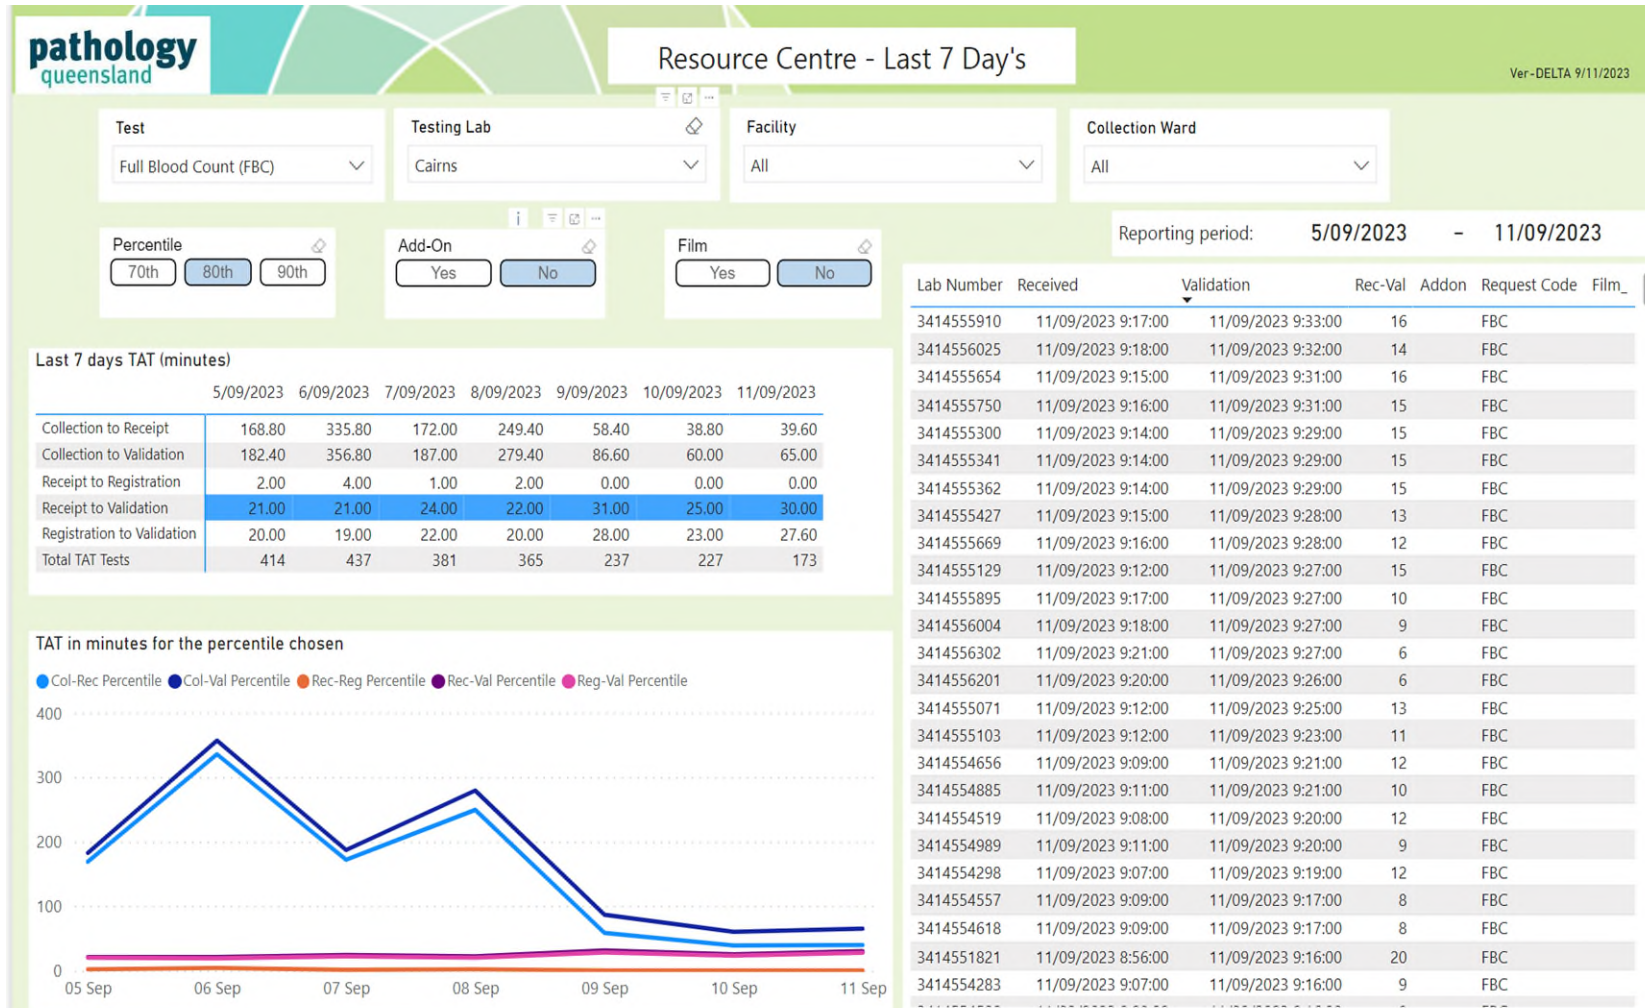 pathology
queensland
Resource Centre - Last 7 Day's
Ver-DELTA 9/11/2023
Test
Full Blood Count (FBC)
Testing Lab
Cairns
Facility
All
Collection Ward
All
Percentile
70th 80th 90th
Add-On
Yes No
Film
Yes No
Reporting period: 5/09/2023 - 11/09/2023
Last 7 days TAT (minutes)
5/09/2023 6/09/2023 7/09/2023 8/09/2023 9/09/2023 10/09/2023 11/09/2023
Collection to Receipt 168.80 335.80 172.00 249.40 58.40 38.80 39.60
Collection to Validation 182.40 356.80 187.00 279.40 86.60 60.00 65.00
Receipt to Registration 2.00 4.00 1.00 2.00 0.00 0.00 0.00
Receipt to Validation 21.00 21.00 24.00 22.00 31.00 25.00 30.00
Registration to Validation 20.00 19.00 22.00 20.00 28.00 23.00 27.60
Total TAT Tests 414 437 381 365 237 227 173
TAT in minutes for the percentile chosen
Col-Rec Percentile Col-Val Percentile Rec-Reg Percentile Rec-Val Percentile Reg-Val Percentile
400
300
200
100
0
05 Sep 06 Sep 07 Sep 08 Sep 09 Sep 10 Sep 11 Sep
Lab Number Received Validation Rec-Val Addon Request Code Film_
3414555910 11/09/2023 9:17:00 11/09/2023 9:33:00 16 FBC
3414556025 11/09/2023 9:18:00 11/09/2023 9:32:00 14 FBC
3414555654 11/09/2023 9:15:00 11/09/2023 9:31:00 16 FBC
3414555750 11/09/2023 9:16:00 11/09/2023 9:31:00 15 FBC
3414555300 11/09/2023 9:14:00 11/09/2023 9:29:00 15 FBC
3414555341 11/09/2023 9:14:00 11/09/2023 9:29:00 15 FBC
3414555362 11/09/2023 9:14:00 11/09/2023 9:29:00 15 FBC
3414555427 11/09/2023 9:15:00 11/09/2023 9:28:00 13 FBC
3414555669 11/09/2023 9:16:00 11/09/2023 9:28:00 12 FBC
3414555129 11/09/2023 9:12:00 11/09/2023 9:27:00 15 FBC
3414555895 11/09/2023 9:17:00 11/09/2023 9:27:00 10 FBC
3414556004 11/09/2023 9:18:00 11/09/2023 9:27:00 9 FBC
3414556302 11/09/2023 9:21:00 11/09/2023 9:27:00 6 FBC
3414556201 11/09/2023 9:20:00 11/09/2023 9:26:00 6 FBC
3414555071 11/09/2023 9:12:00 11/09/2023 9:25:00 13 FBC
3414555103 11/09/2023 9:12:00 11/09/2023 9:23:00 11 FBC
3414554656 11/09/2023 9:09:00 11/09/2023 9:21:00 12 FBC
3414554885 11/09/2023 9:11:00 11/09/2023 9:21:00 10 FBC
3414554519 11/09/2023 9:08:00 11/09/2023 9:20:00 12 FBC
3414554989 11/09/2023 9:11:00 11/09/2023 9:20:00 9 FBC
3414554298 11/09/2023 9:07:00 11/09/2023 9:19:00 12 FBC
3414554557 11/09/2023 9:09:00 11/09/2023 9:17:00 8 FBC
3414554618 11/09/2023 9:09:00 11/09/2023 9:17:00 8 FBC
3414551821 11/09/2023 8:56:00 11/09/2023 9:16:00 20 FBC
3414554283 11/09/2023 9:07:00 11/09/2023 9:16:00 9 FBC